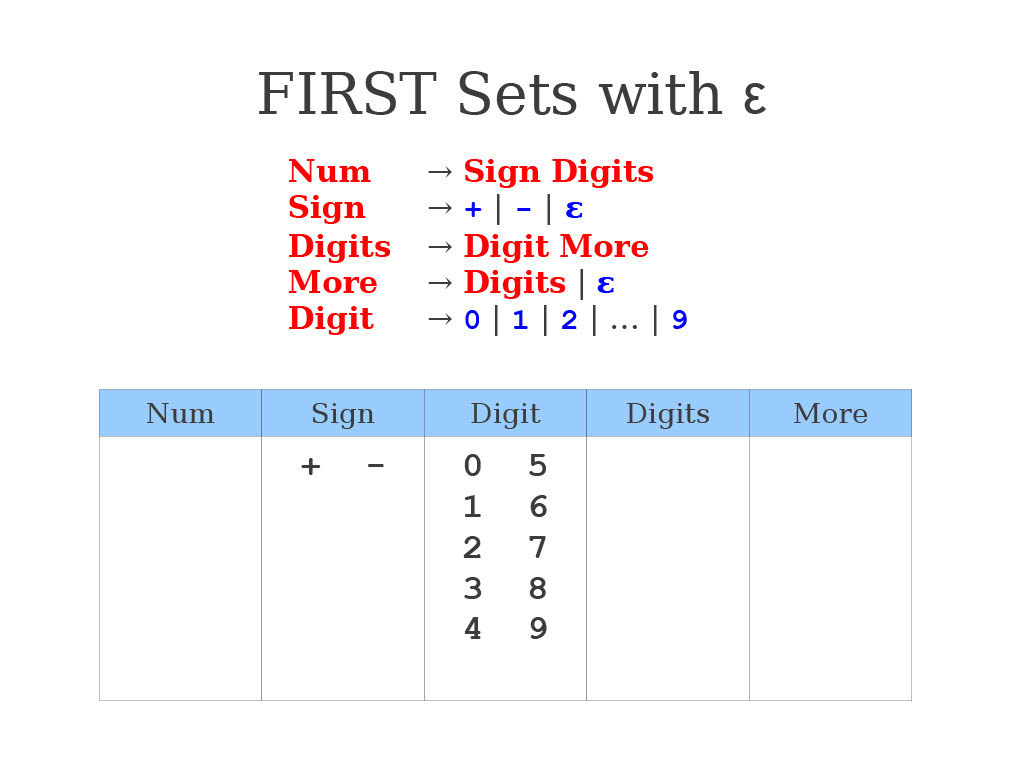 FIRST Sets with ε
Num → Sign Digits
Sign → + | – | ε
Digits → Digit More
More → Digits | ε
Digit → 0 | 1 | 2 | … | 9
Num Sign Digit Digits More
+ - 0 5
1 6
2 7
3 8
4 9